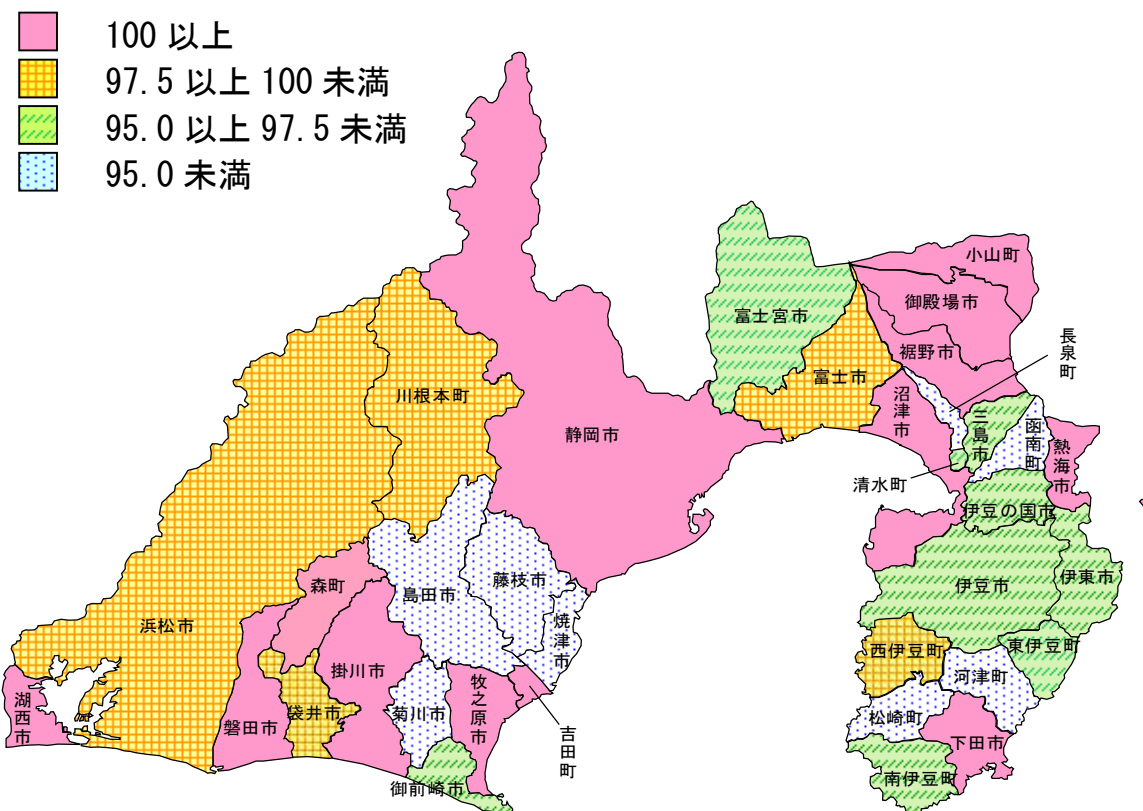 100 以上
97.5 以上 100 未満
95.0 以上 97.5 未満
95.0 未満
小山町
御殿場市
富士宮市
長泉町
裾野市
富士市
川根本町
沼津市
三島市
函南町
静岡市
熱海市
清水町
伊豆の国市
藤枝市
伊東市
森町
伊豆市
島田市
浜松市
焼津市
東伊豆町
西伊豆町
掛川市
河津町
牧之原市
湖西市
袋井市
菊川市
松崎町
磐田市
吉田町
下田市
南伊豆町
御前崎市